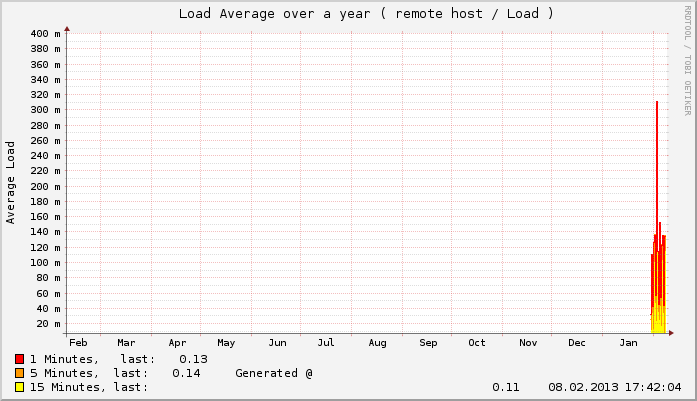 Load Average over a year ( remote host / Load )
RRDTOOL / TOBI OETIKER
Average Load
400 m
380 m
360 m
340 m
320 m
300 m
280 m
260 m
240 m
220 m
200 m
180 m
160 m
140 m
120 m
100 m
80 m
60 m
40 m
20 m
Feb Mar Apr May Jun Jul Aug Sep Oct Nov Dec Jan
1 Minutes, last: 0.13
5 Minutes, last: 0.14 Generated @
15 Minutes, last: 0.11 08.02.2013 17:42:04